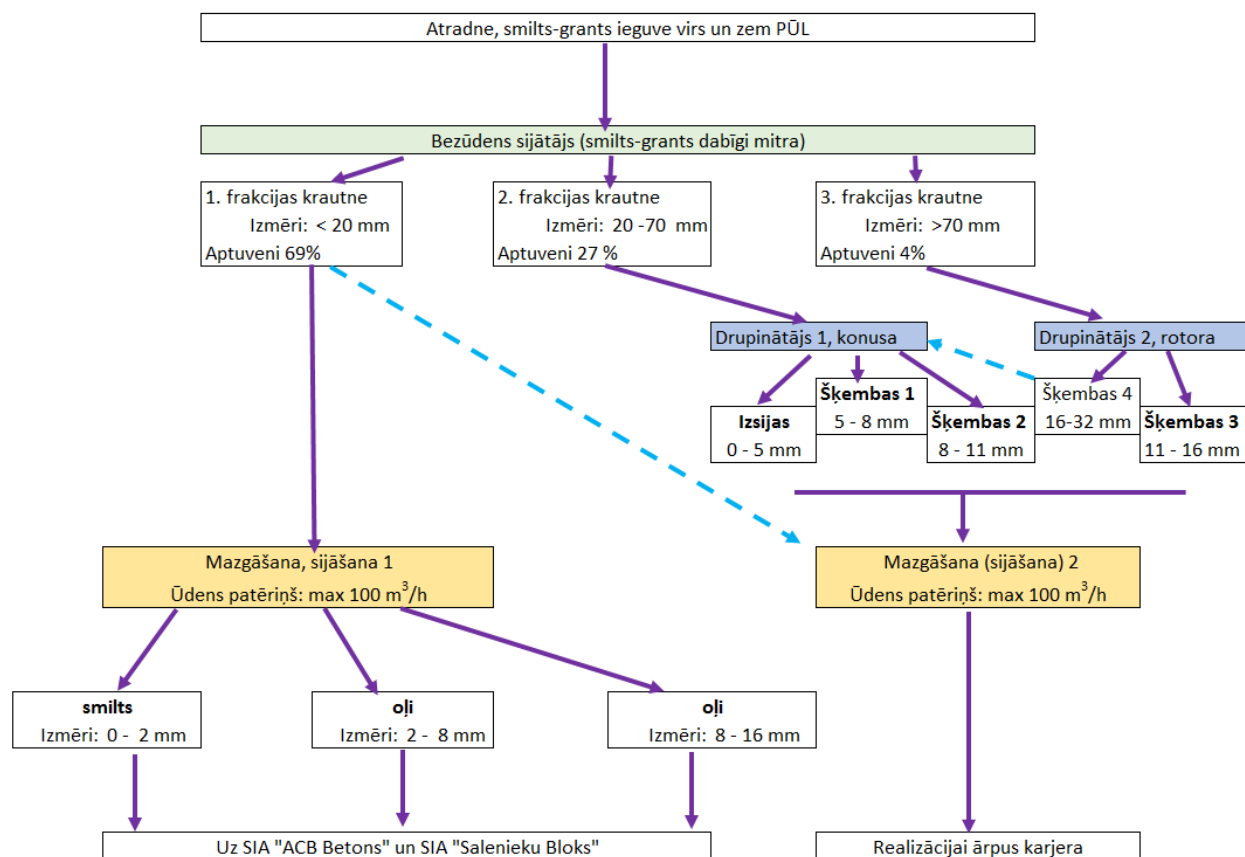 Atradne, smilts-grants ieguve virs un zem PŪL
Bezūdens sijātājs (smilts-grants dabīgi mitra)
1. frakcijas krautne
Izmēri: < 20 mm
Aptuveni 69%
2. frakcijas krautne
Izmēri: 20 -70 mm
Aptuveni 27 %
3. frakcijas krautne
Izmēri: >70 mm
Aptuveni 4%
Drupinātājs 1, konusa
Drupinātājs 2, rotora
Izsijas
0 - 5 mm
Šķembas 1
5 - 8 mm
Šķembas 2
8 - 11 mm
Šķembas 4
16-32 mm
Šķembas 3
11 - 16 mm
Mazgāšana, sijāšana 1
Ūdens patēriņš: max 100 m³/h
Mazgāšana (sijāšana) 2
Ūdens patēriņš: max 100 m³/h
smilts
Izmēri: 0 - 2 mm
oļi
Izmēri: 2 - 8 mm
oļi
Izmēri: 8 - 16 mm
Uz SIA "ACB Betons" un SIA "Salenieku Bloks"
Realizācijai ārpus karjera